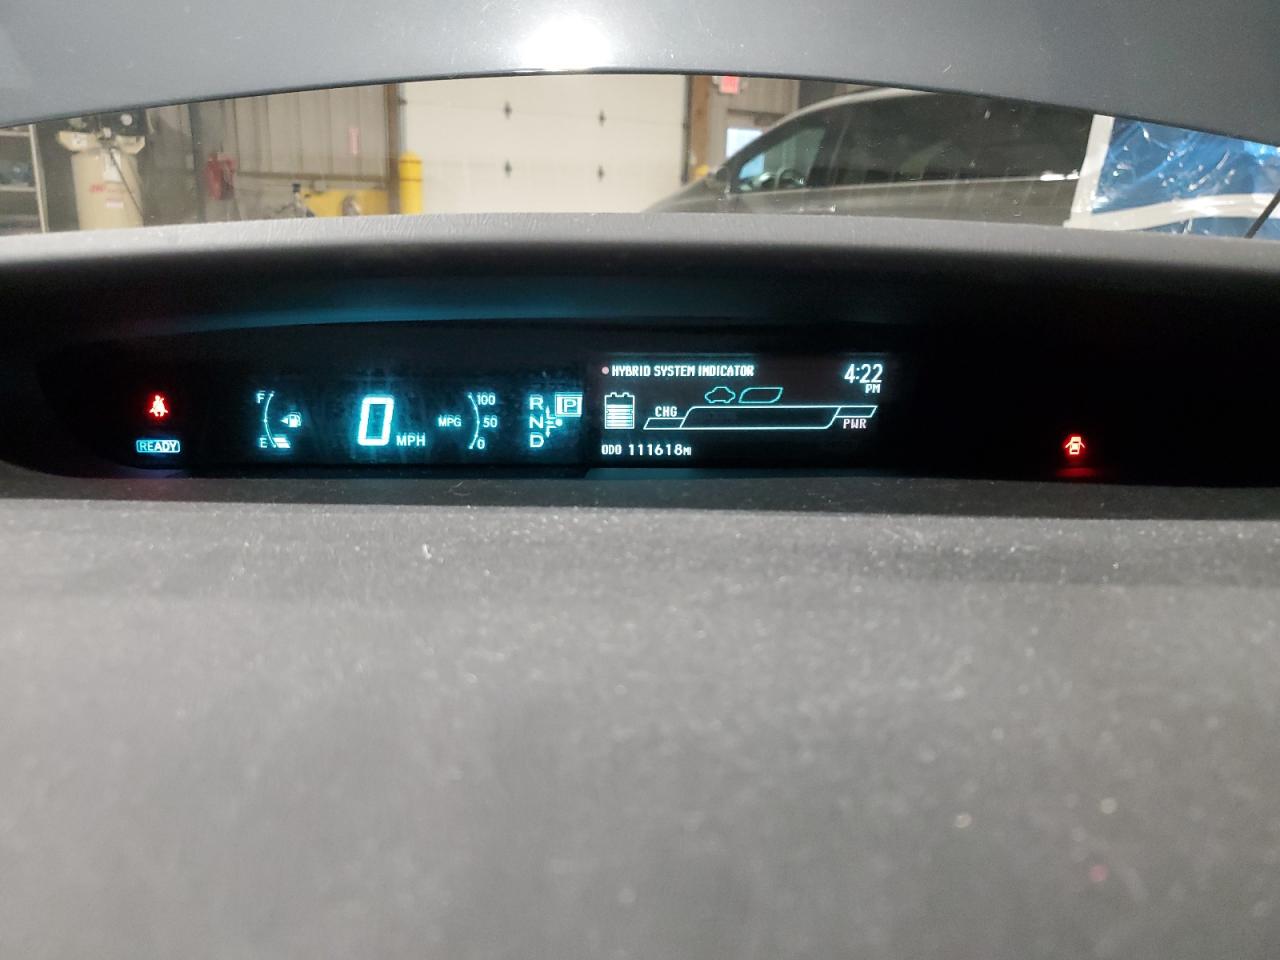 HYBRID SYSTEM INDICATOR
4:22
PM
F
100
R P
CHG
0
MPH
MPG
50
N
PWR
READY
E
0
D
ODO 111618MI